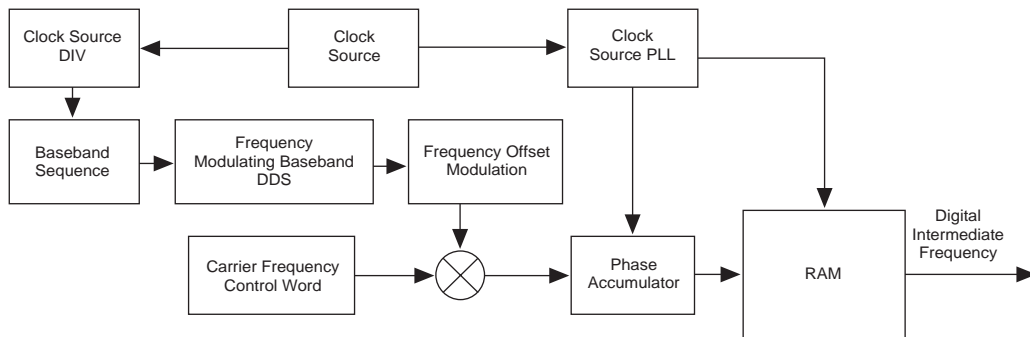 Clock Source
DIV
Clock
Source
Clock
Source PLL
Baseband
Sequence
Frequency
Modulating Baseband
DDS
Frequency Offset
Modulation
Carrier Frequency
Control Word
Phase
Accumulator
RAM
Digital
Intermediate
Frequency